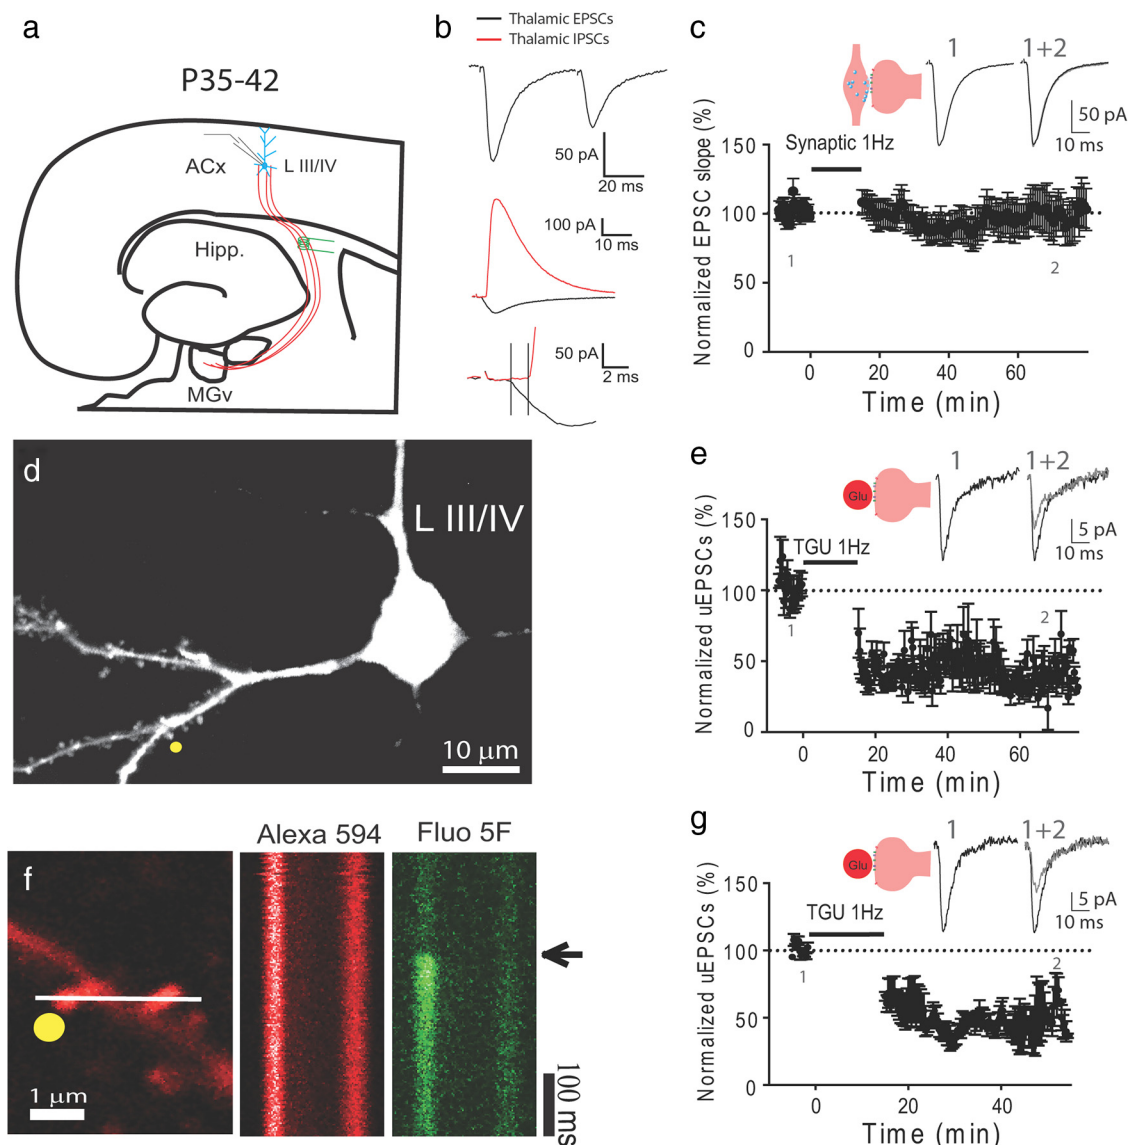 a
P35-42
ACx
L III/IV
Hipp.
MGv
b
Thalamic EPSCs
Thalamic IPSCs
50 pA
20 ms
100 pA
10 ms
50 pA
2 ms
c
1
1+2
50 pA
10 ms
Synaptic 1Hz
Normalized EPSC slope (%)
150
100
50
0
1
2
0
20
40
60
Time (min)
d
L III/IV
10 μm
e
1
1+2
Glu
5 pA
10 ms
TGU 1Hz
Normalized uEPSCs (%)
150
100
50
0
1
2
0
20
40
60
Time (min)
f
1 μm
Alexa 594
Fluo 5F
100 ms
g
1
1+2
Glu
5 pA
10 ms
TGU 1Hz
Normalized uEPSCs (%)
150
100
50
0
1
2
0
20
40
Time (min)